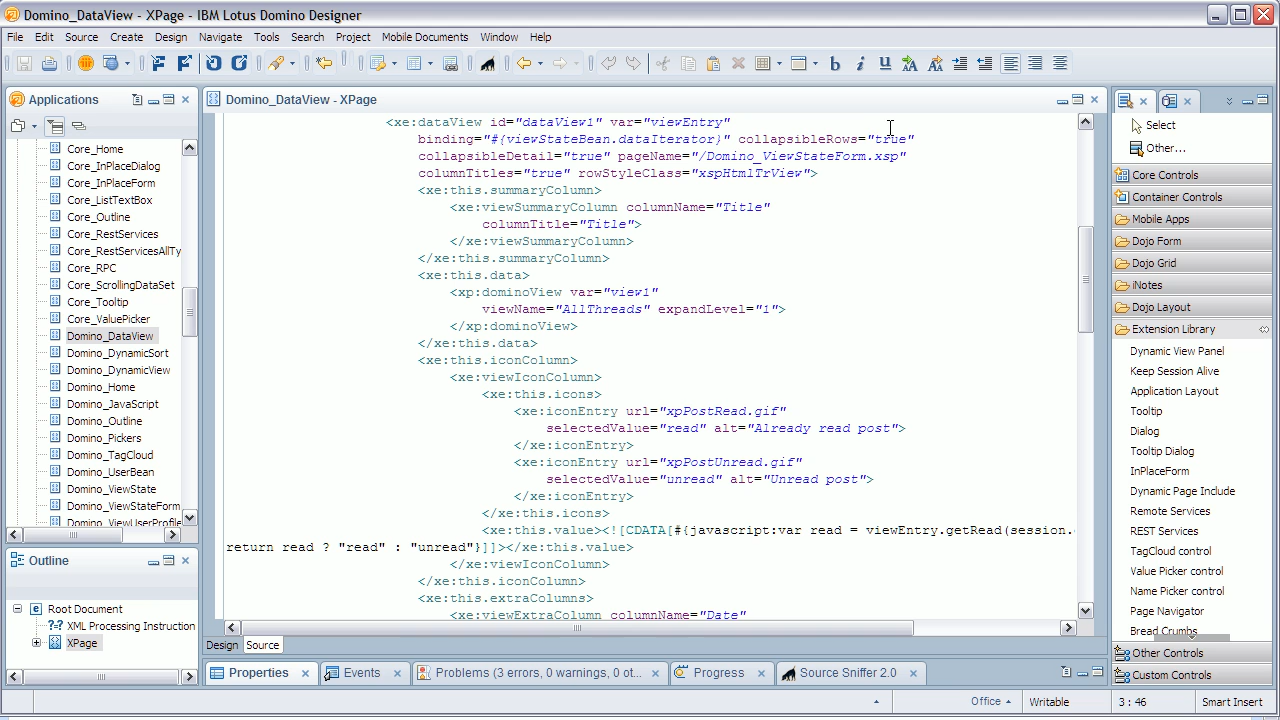 Domino_DataView - XPage - IBM Lotus Domino Designer
File Edit Source Create Design Navigate Tools Search Project Mobile Documents Window Help
Applications
Core_Home
Core_InPlaceDialog
Core_InPlaceForm
Core_ListTextBox
Core_Outline
Core_RestServices
Core_RestServicesAllTy
Core_RPC
Core_ScrollingDataSet
Core_Tooltip
Core_ValuePicker
Domino_DataView
Domino_DynamicSort
Domino_DynamicView
Domino_Home
Domino_JavaScript
Domino_Outline
Domino_Pickers
Domino_TagCloud
Domino_UserBean
Domino_ViewState
Domino_ViewStateForm
Domino_ViewUserProfile
Outline
Root Document
?-? XML Processing Instruction
XPage
Domino_DataView - XPage
<xe:dataView id="dataView1" var="viewEntry"
binding="#{viewStateBean.dataIterator}" collapsibleRows="true"
collapsibleDetail="true" pageName="/Domino_ViewStateForm.xsp"
columnTitles="true" rowStyleClass="xspHtmlTrView">
<xe:this.summaryColumn>
<xe:viewSummaryColumn columnName="Title"
columnTitle="Title">
</xe:viewSummaryColumn>
</xe:this.summaryColumn>
<xe:this.data>
<xp:dominoView var="view1"
viewName="AllThreads" expandLevel="1">
</xp:dominoView>
</xe:this.data>
<xe:this.iconColumn>
<xe:viewIconColumn>
<xe:this.icons>
<xe:iconEntry url="xpPostRead.gif"
selectedValue="read" alt="Already read post">
</xe:iconEntry>
<xe:iconEntry url="xpPostUnread.gif"
selectedValue="unread" alt="Unread post">
</xe:iconEntry>
</xe:this.icons>
<xe:this.value><![CDATA[#{javascript:var read = viewEntry.getRead(session.
return read ? "read" : "unread"}]]></xe:this.value>
</xe:viewIconColumn>
</xe:this.iconColumn>
<xe:this.extraColumns>
<xe:viewExtraColumn columnName="Date"
Design Source
Select
Other...
Core Controls
Container Controls
Mobile Apps
Dojo Form
Dojo Grid
iNotes
Dojo Layout
Extension Library
Dynamic View Panel
Keep Session Alive
Application Layout
Tooltip
Dialog
Tooltip Dialog
InPlaceForm
Dynamic Page Include
Remote Services
REST Services
TagCloud control
Value Picker control
Name Picker control
Page Navigator
Bread Crumbs
Other Controls
Custom Controls
Properties Events Problems (3 errors, 0 warnings, 0 ot... Progress Source Sniffer 2.0
Office Writable 3 : 46 Smart Insert